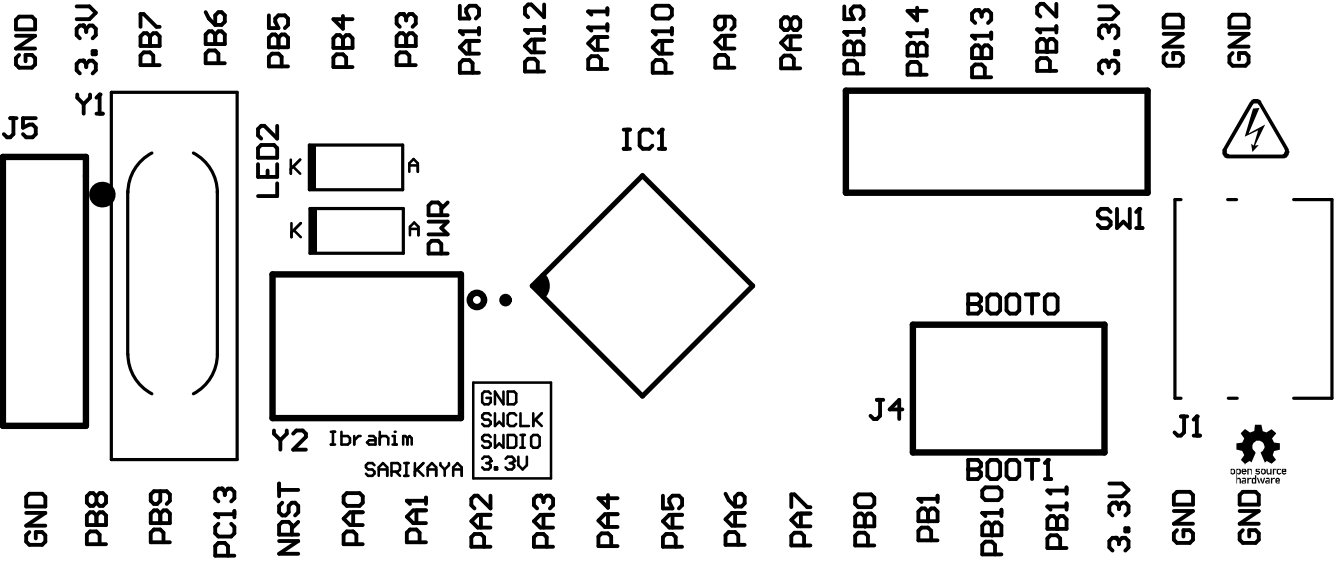 GND
3.3V
PB7
PB6
PB5
PB4
PB3
PA15
PA12
PA11
PA10
PA9
PA8
PB15
PB14
PB13
PB12
3.3V
GND
GND
J5
Y1
LED2
K
A
K
A
PWR
IC1
SW1
BOOT0
J4
BOOT1
J1
Y2
Ibrahim
SARIKAYA
GND
SWCLK
SWDIO
3.3V
open source
hardware
GND
PB8
PB9
PC13
NRST
PA0
PA1
PA2
PA3
PA4
PA5
PA6
PA7
PB0
PB1
PB10
PB11
3.3V
GND
GND